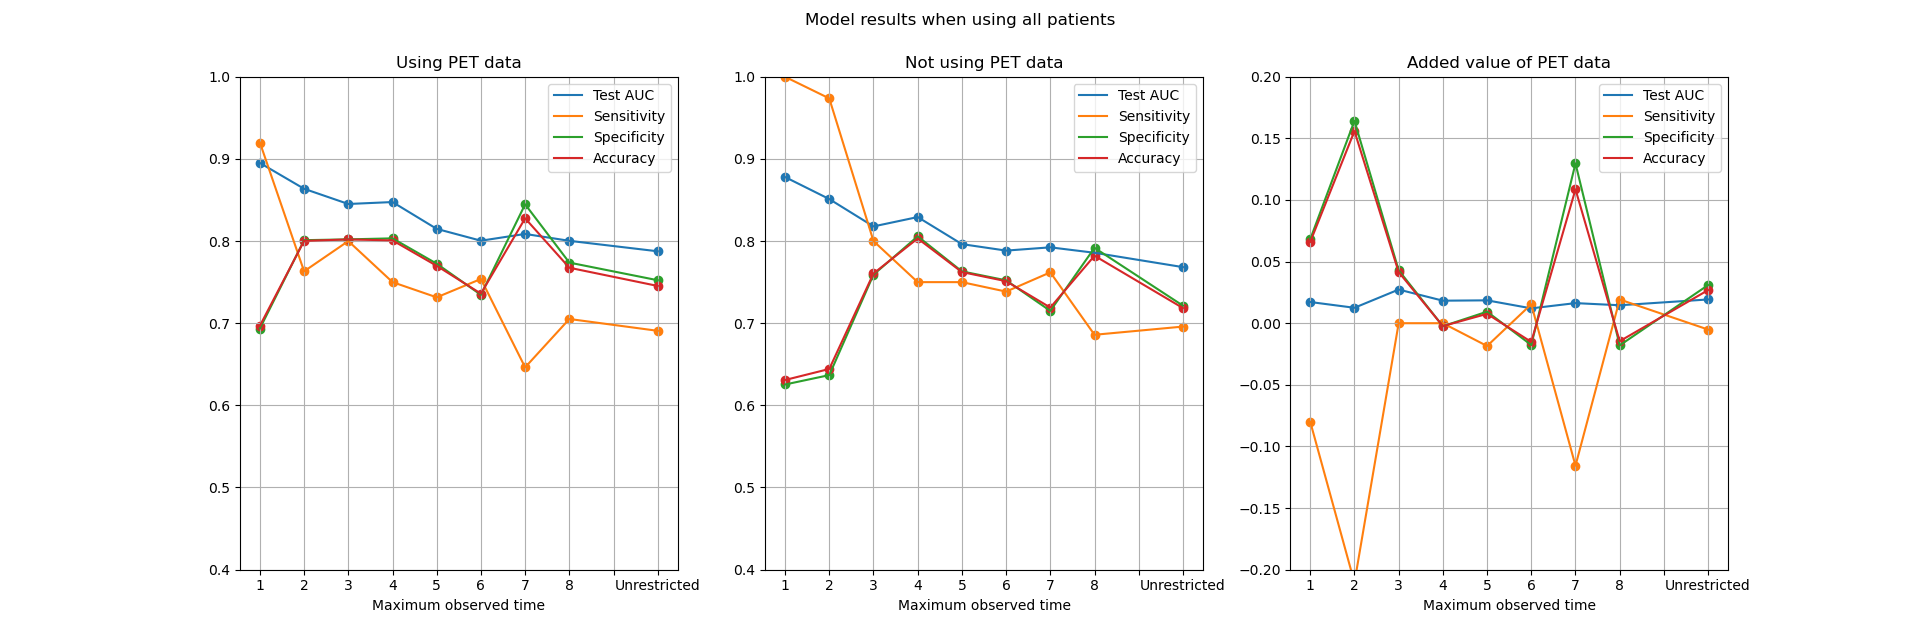 Model results when using all patients
Using PET data
1.0
0.9
0.8
0.7
0.6
0.5
0.4
Test AUC
Sensitivity
Specificity
Accuracy
1 2 3 4 5 6 7 8 Unrestricted
Maximum observed time
Not using PET data
1.0
0.9
0.8
0.7
0.6
0.5
0.4
Test AUC
Sensitivity
Specificity
Accuracy
1 2 3 4 5 6 7 8 Unrestricted
Maximum observed time
Added value of PET data
0.20
0.15
0.10
0.05
0.00
−0.05
−0.10
−0.15
−0.20
Test AUC
Sensitivity
Specificity
Accuracy
1 2 3 4 5 6 7 8 Unrestricted
Maximum observed time